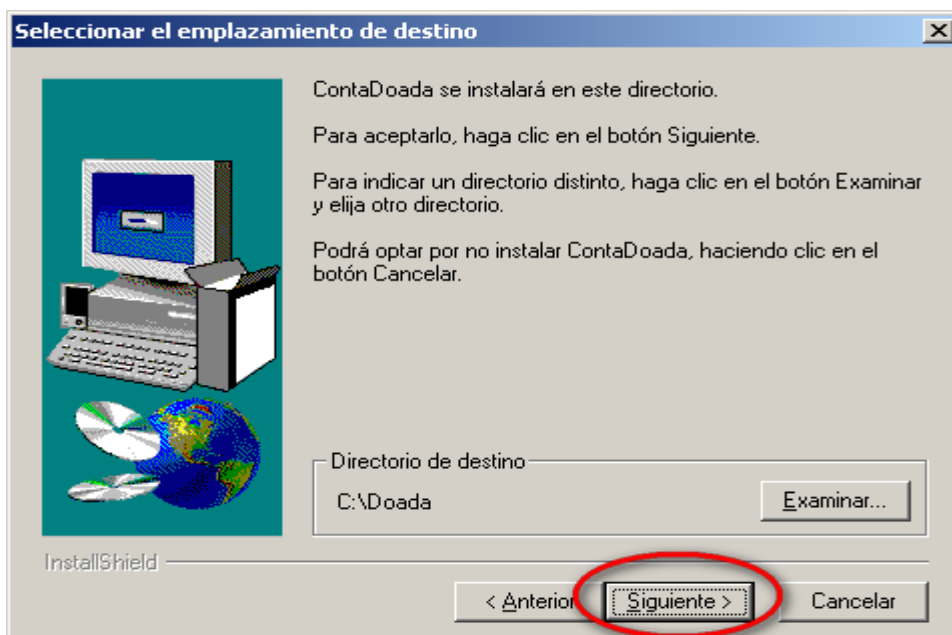 Seleccionar el emplazamiento de destino
ContaDoada se instalará en este directorio.
Para aceptarlo, haga clic en el botón Siguiente.
Para indicar un directorio distinto, haga clic en el botón Examinar
y elija otro directorio.
Podrá optar por no instalar ContaDoada, haciendo clic en el
botón Cancelar.
Directorio de destino
C:\Doada
Examinar...
InstallShield
< Anterior
Siguiente >
Cancelar